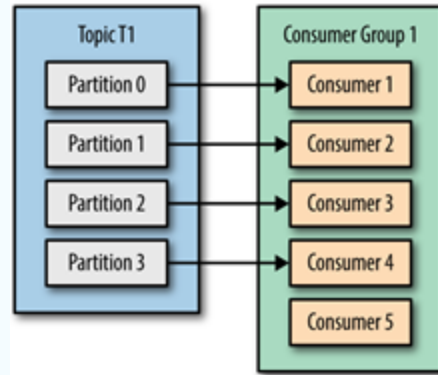 Topic T1
Partition 0
Partition 1
Partition 2
Partition 3
Consumer Group 1
Consumer 1
Consumer 2
Consumer 3
Consumer 4
Consumer 5